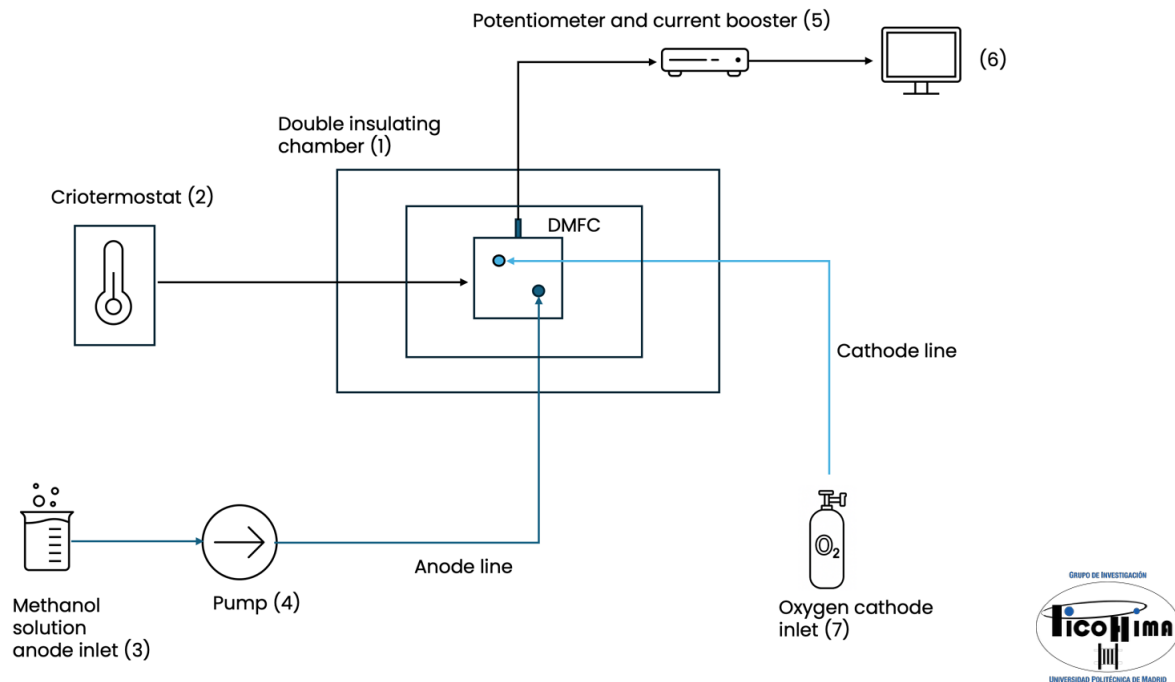 Potentiometer and current booster (5)
(6)
Double insulating
chamber (1)
Criotermostat (2)
DMFC
Cathode line
Anode line
O2
Methanol
solution
anode inlet (3)
Pump (4)
Oxygen cathode
inlet (7)
GRUPO DE INVESTIGACIÓN
TICOHIMA
UNIVERSIDAD POLITÉCNICA DE MADRID